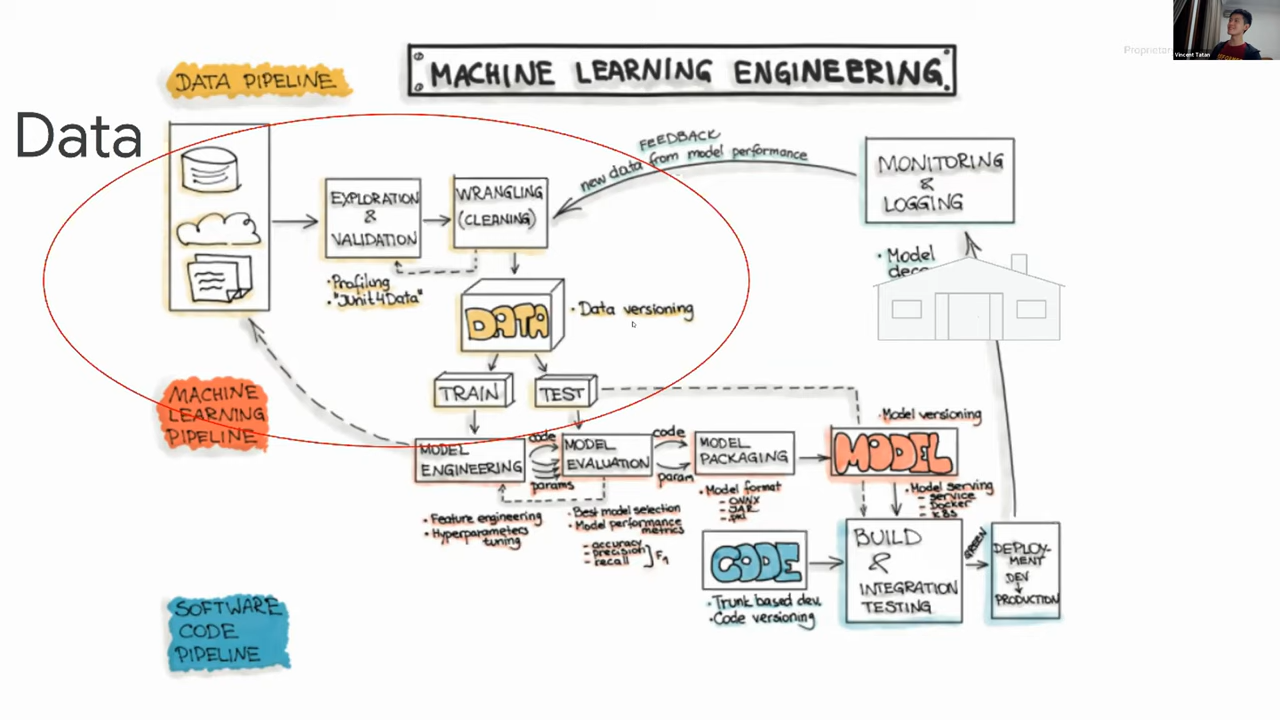 Proprietar
Vincent Tatan
MACHINE LEARNING ENGINEERING
DATA PIPELINE
Data
EXPLORATION
&
VALIDATION
• Profiling
• "JUnit4Data"
WRANGLING
(CLEANING)
FEEDBACK
new data from model performance
MONITORING
&
LOGGING
• Model
DATA
• Data versioning
TRAIN
TEST
MACHINE
LEARNING
PIPELINE
MODEL
ENGINEERING
code
params
MODEL
EVALUATION
code
param
MODEL
PACKAGING
• Model versioning
MODEL
• Feature engineering
• Hyperparameters
tuning
• Best model selection
• Model performance
metrics
- accuracy
- precision
- recall
F1
• Model format
- ONNX
- JAR
- pkl
• Model serving
- service
- Docker
- K8S
CODE
• Trunk based dev.
• Code versioning
BUILD
&
INTEGRATION
TESTING
GREEN
DEPLOY-
MENT
DEV
PRODUCTION
SOFTWARE
CODE
PIPELINE